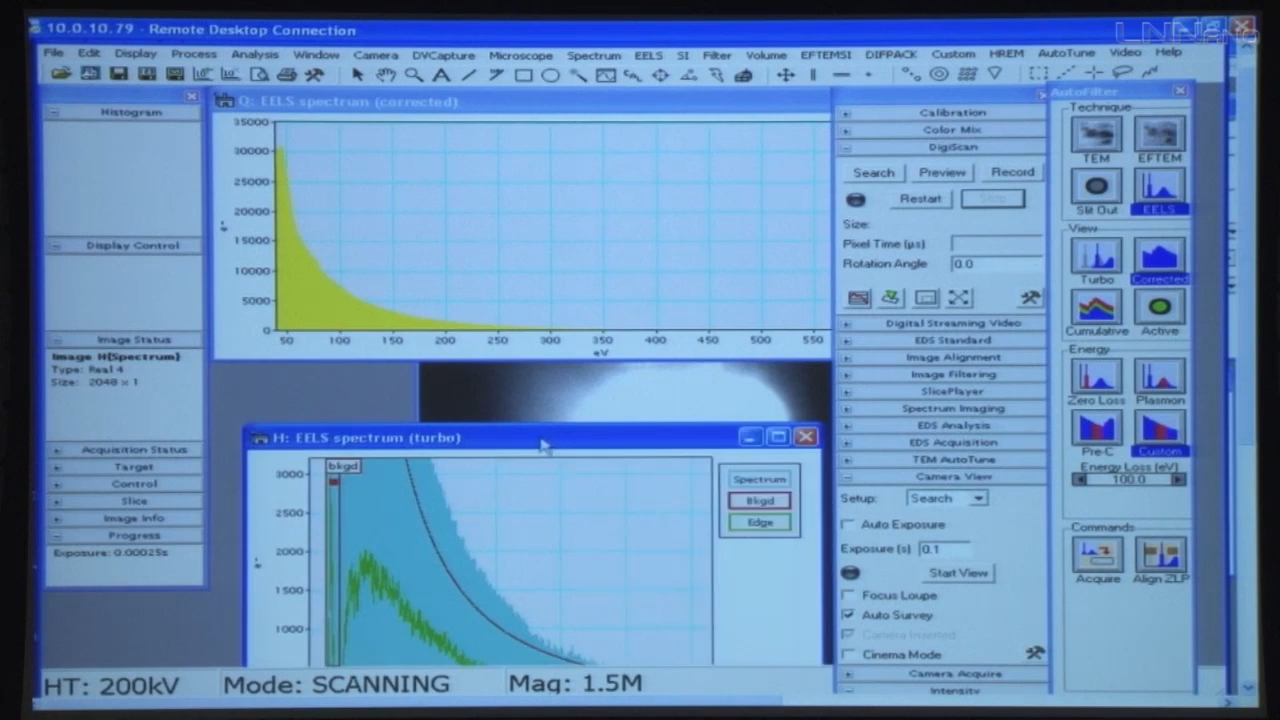 10.0.10.79 - Remote Desktop Connection
LNNano
File Edit Display Process Analysis Window Camera DVCapture Microscope Spectrum EELS SI Filter Volume EFTEMSI DIFPACK Custom HREM AutoTune Video Help
Histogram
Display Control
Image Status
Image H{Spectrum}
Type: Real 4
Size: 2048 x 1
Acquisition Status
Target
Control
Slice
Image Info
Progress
Exposure: 0.00025s
Q: EELS spectrum (corrected)
35000
30000
25000
20000
15000
10000
5000
0
e-
50 100 150 200 250 300 350 400 450 500 550
eV
H: EELS spectrum (turbo)
bkgd
3000
2500
2000
1500
1000
e-
Spectrum
Bkgd
Edge
Calibration
Color Mix
DigiScan
Search Preview Record
Restart Stop
Size:
Pixel Time (µs)
Rotation Angle 0.0
Digital Streaming Video
EDS Standard
Image Alignment
Image Filtering
SlicePlayer
Spectrum Imaging
EDS Analysis
EDS Acquisition
TEM AutoTune
Camera View
Setup: Search
Auto Exposure
Exposure (s) 0.1
Start View
Focus Loupe
Auto Survey
Camera Inserted
Cinema Mode
Camera Acquire
Intensity
AutoFilter
Technique
TEM EFTEM
Slit Out EELS
View
Turbo Corrected
Cumulative Active
Energy
Zero Loss Plasmon
Pre-C Custom
Energy Loss (eV)
100.0
Commands
Acquire Align ZLP
HT: 200kV Mode: SCANNING Mag: 1.5M